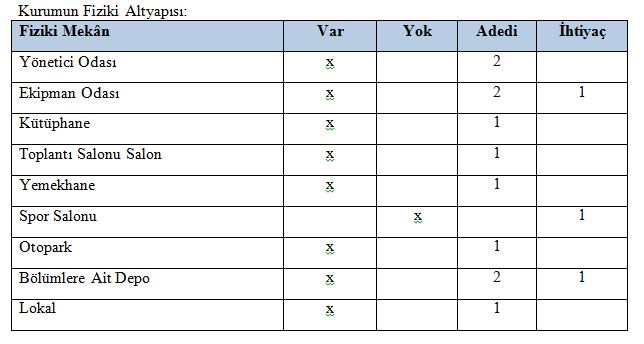 Kurumun Fiziki Altyapısı:
Fiziki Mekân Var Yok Adedi İhtiyaç
Yönetici Odası x 2
Ekipman Odası x 2 1
Kütüphane x 1
Toplantı Salonu Salon x 1
Yemekhane x 1
Spor Salonu x 1
Otopark x 1
Bölümlere Ait Depo x 2 1
Lokal x 1